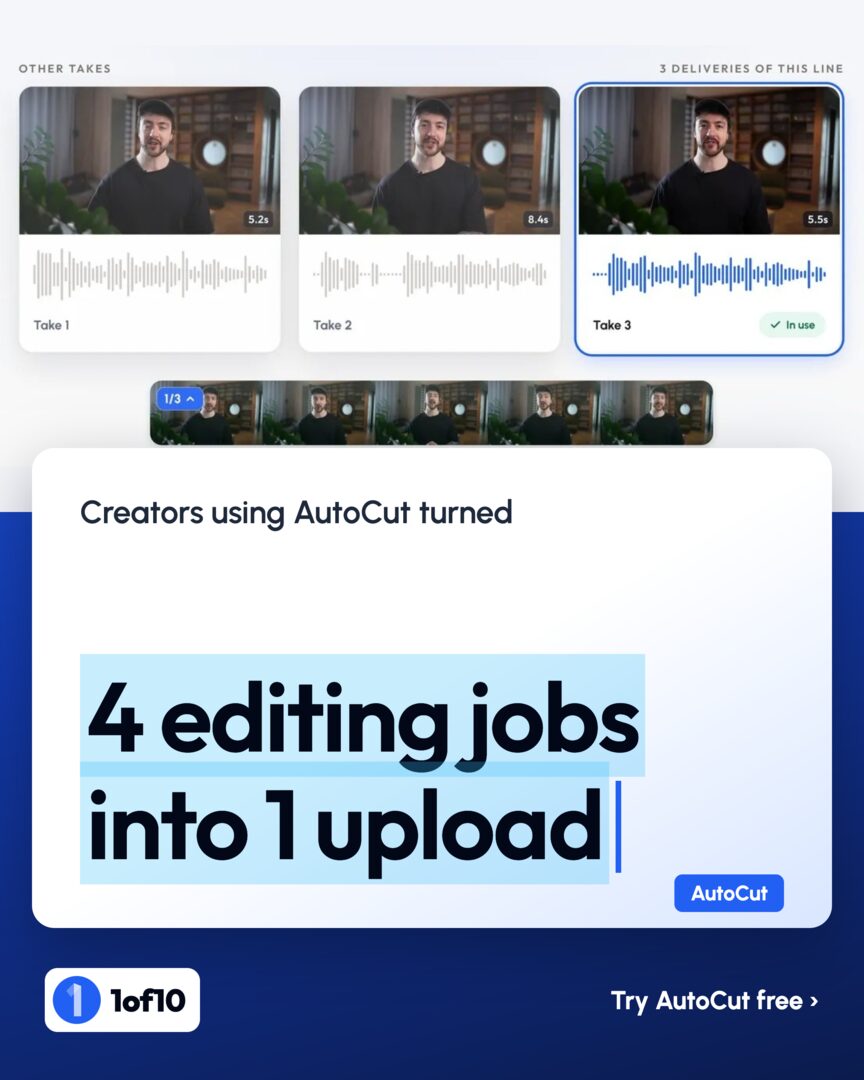 OTHER TAKES
3 DELIVERIES OF THIS LINE
5.2s
8.4s
5.5s
Take 1
Take 2
Take 3
✓ In use
1/3 ^
Creators using AutoCut turned
4 editing jobs
into 1 upload
AutoCut
1 1of10
Try AutoCut free ›